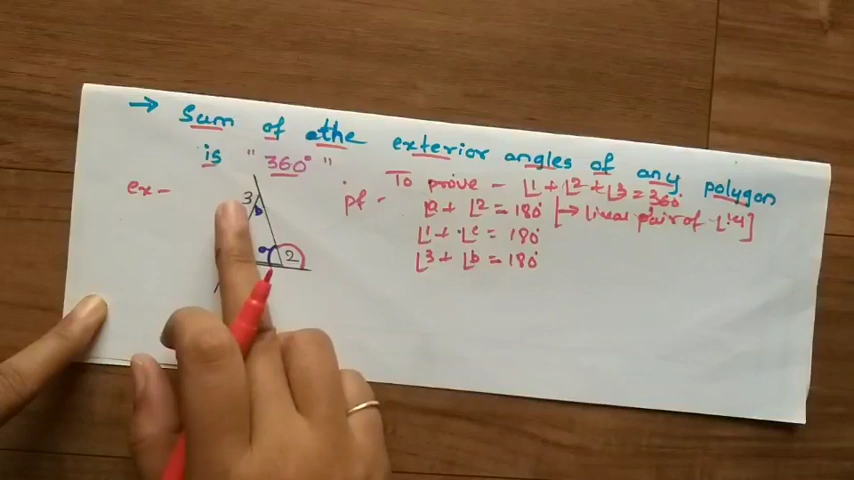 → Sum of the exterior angles of any polygon
is "360°"
ex -
To prove - ∠1 + ∠2 + ∠3 = 360°
pf - ∠a + ∠2 = 180° [→ linear pair of ∠'s]
∠1 + ∠c = 180°
∠3 + ∠b = 180°
3
b
a
2